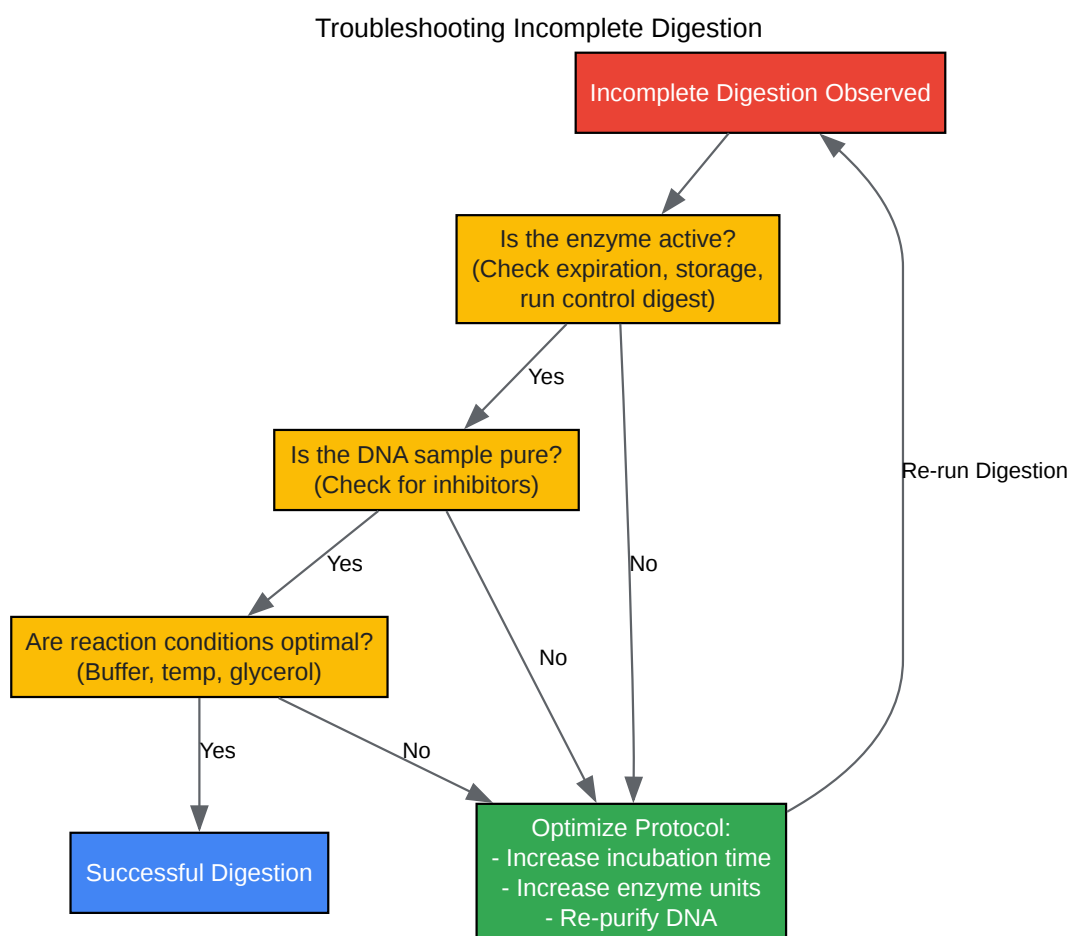 Troubleshooting Incomplete Digestion
Incomplete Digestion Observed
Is the enzyme active?
(Check expiration, storage,
run control digest)
Yes
Is the DNA sample pure?
(Check for inhibitors)
Re-run Digestion
Yes
No
Are reaction conditions optimal?
(Buffer, temp, glycerol)
No
Yes
No
Optimize Protocol:
- Increase incubation time
- Increase enzyme units
- Re-purify DNA
Successful Digestion